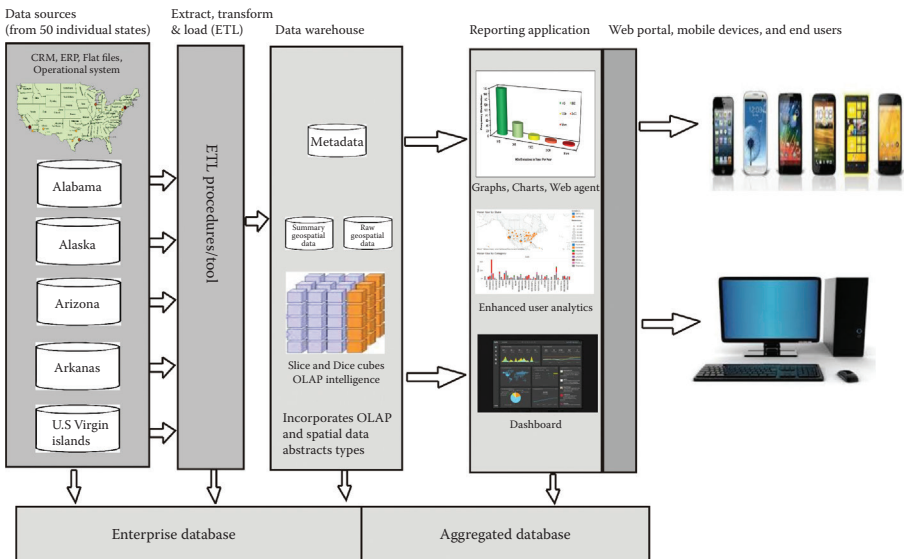 Data sources
(from 50 individual states)
Extract, transform
& load (ETL)
Data warehouse
Reporting application
Web portal, mobile devices, and end users
CRM, ERP, Flat files,
Operational system
Alabama
Alaska
Arizona
Arkanas
U.S Virgin
islands
ETL procedures/tool
Metadata
Summary
geospatial
data
Raw
geospatial
data
Slice and Dice cubes
OLAP intelligence
Incorporates OLAP
and spatial data
abstracts types
Graphs, Charts, Web agent
Enhanced user analytics
Dashboard
Enterprise database
Aggregated database